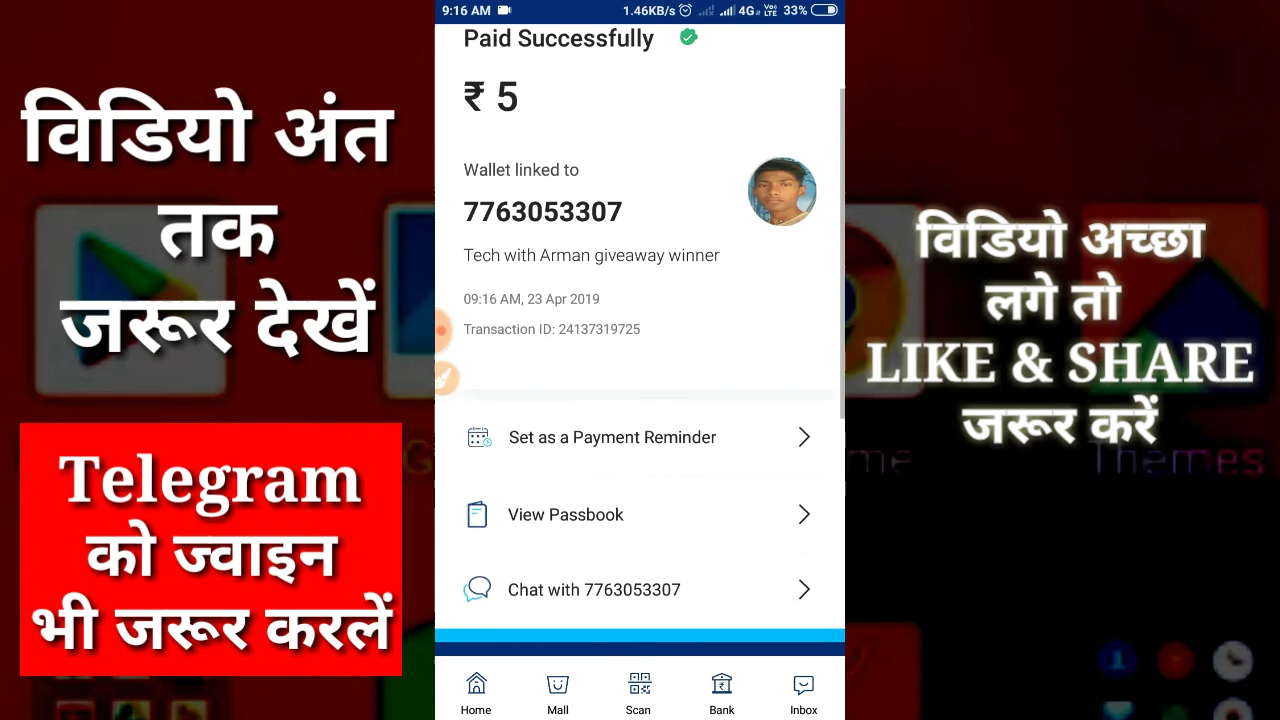 9:16 AM 1.46KB/s 4G VoLTE 33%
Paid Successfully
₹ 5
Wallet linked to
7763053307
Tech with Arman giveaway winner
09:16 AM, 23 Apr 2019
Transaction ID: 24137319725
Set as a Payment Reminder
View Passbook
Chat with 7763053307
Home Mall Scan Bank Inbox
विडियो अंत
तक
जरूर देखें
Telegram
को ज्वाइन
भी जरूर करलें
विडियो अच्छा
लगे तो
LIKE & SHARE
जरूर करें
Themes